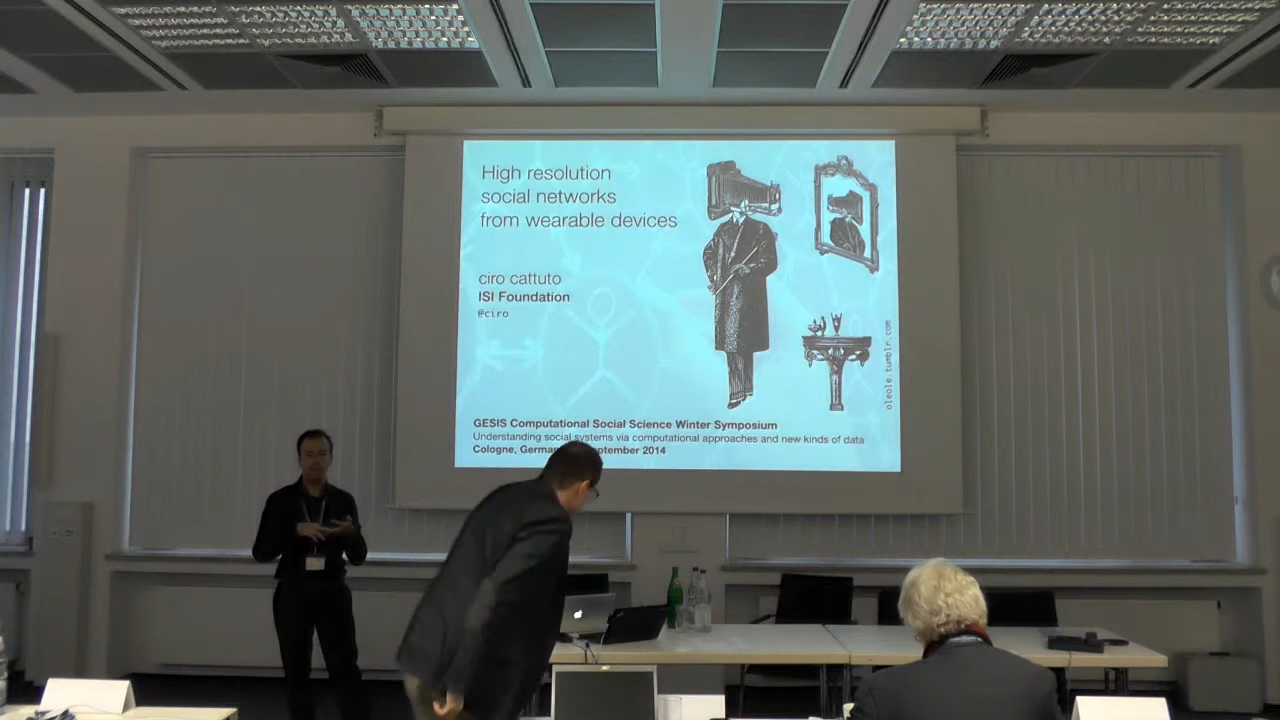 High resolution
social networks
from wearable devices
ciro cattuto
ISI Foundation
@ciro
oleole.tumblr.com
GESIS Computational Social Science Winter Symposium
Understanding social systems via computational approaches and new kinds of data
Cologne, German ptember 2014